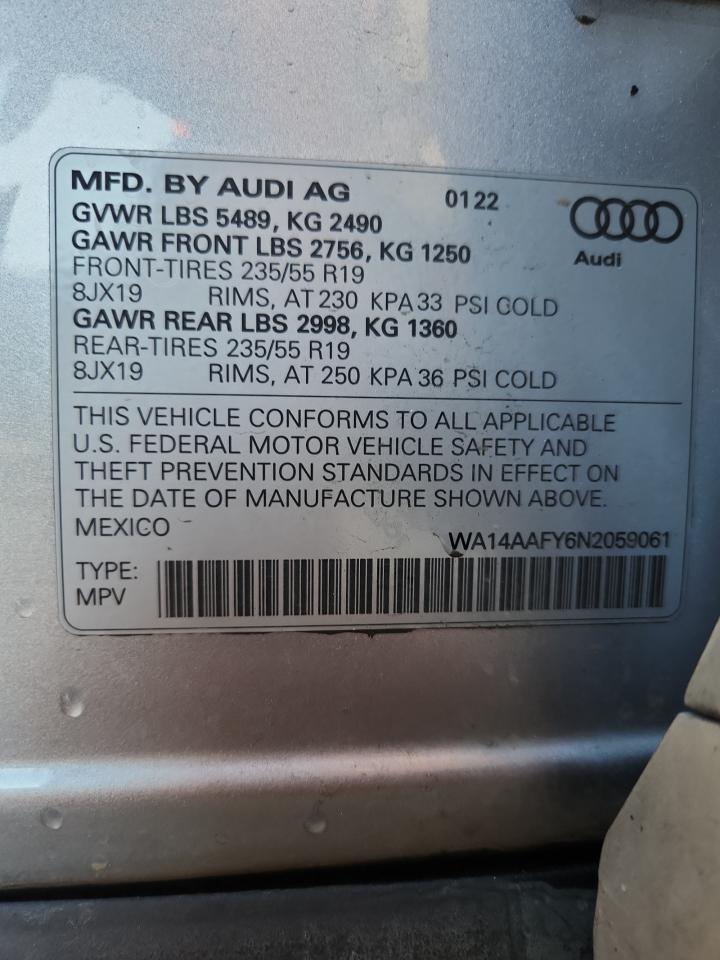 MFD. BY AUDI AG 0122
GVWR LBS 5489, KG 2490
GAWR FRONT LBS 2756, KG 1250
Audi
FRONT-TIRES 235/55 R19
8JX19 RIMS, AT 230 KPA 33 PSI COLD
GAWR REAR LBS 2998, KG 1360
REAR-TIRES 235/55 R19
8JX19 RIMS, AT 250 KPA 36 PSI COLD
THIS VEHICLE CONFORMS TO ALL APPLICABLE
U.S. FEDERAL MOTOR VEHICLE SAFETY AND
THEFT PREVENTION STANDARDS IN EFFECT ON
THE DATE OF MANUFACTURE SHOWN ABOVE.
MEXICO WA14AAFY6N2059061
TYPE:
MPV